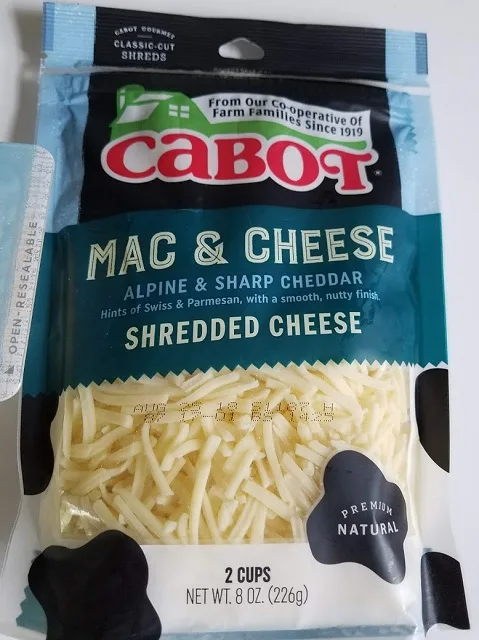 CABOT GOURMET
CLASSIC-CUT
SHREDS
From Our Co-operative of
Farm Families Since 1919
CABOT
MAC & CHEESE
ALPINE & SHARP CHEDDAR
Hints of Swiss & Parmesan, with a smooth, nutty finish.
SHREDDED CHEESE
OPEN - RESEALABLE
PREMIUM
NATURAL
2 CUPS
NET WT. 8 OZ. (226g)